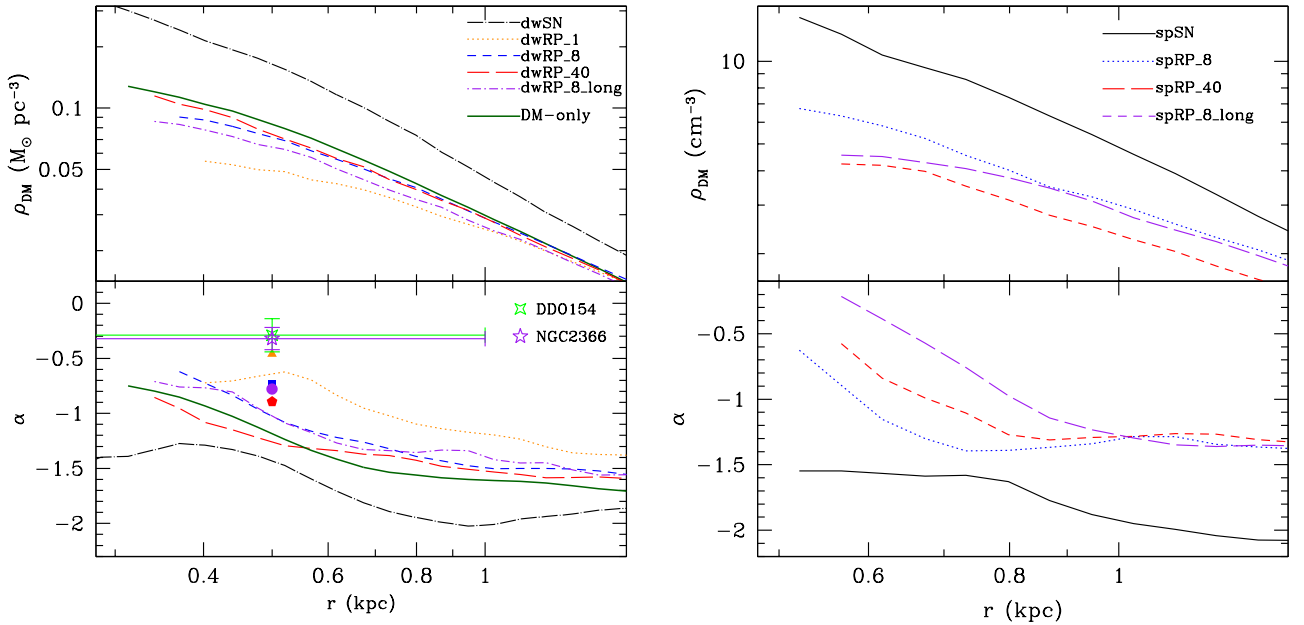 dwSN
dwRP_1
dwRP_8
dwRP_40
dwRP_8_long
DM-only
0.1
0.05
ρDM (M⊙ pc−3)
spSN
spRP_8
spRP_40
spRP_8_long
10
ρDM (cm−3)
DDO154
NGC2366
0
−0.5
−1
−1.5
−2
α
0.4
0.6
0.8
1
r (kpc)
−0.5
−1
−1.5
−2
α
0.6
0.8
1
r (kpc)